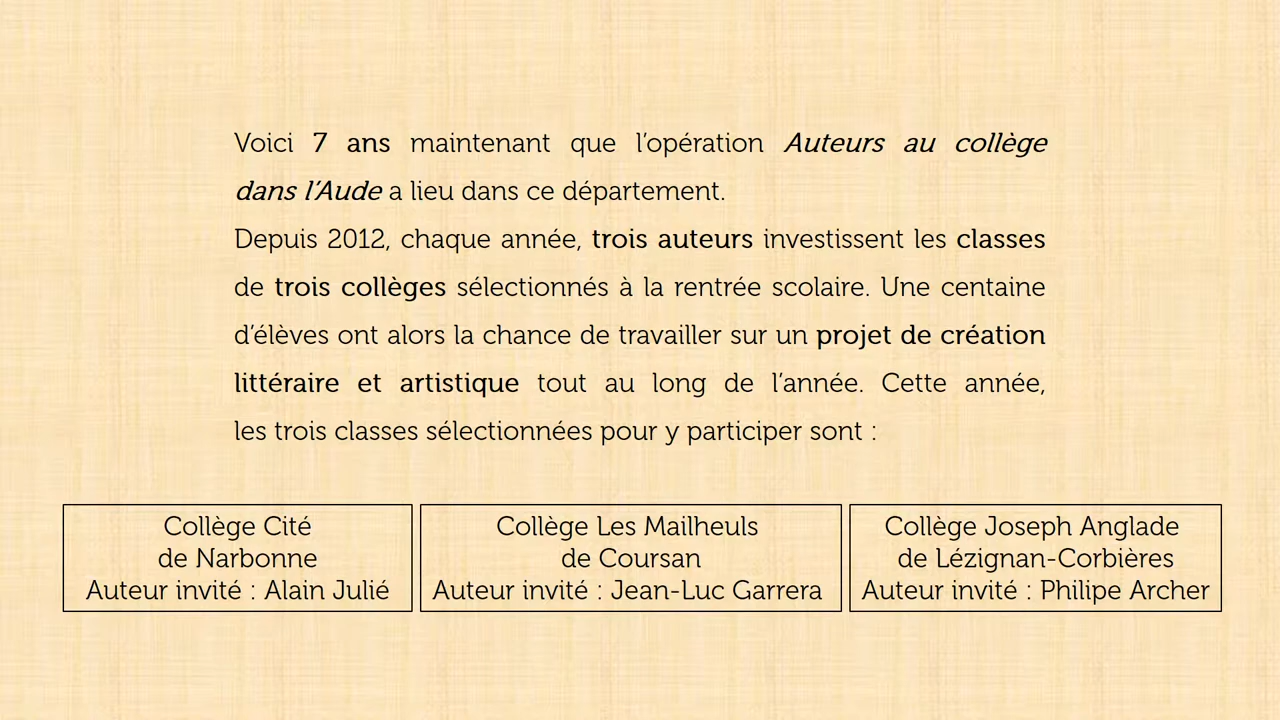 Voici 7 ans maintenant que l’opération Auteurs au collège
dans l’Aude a lieu dans ce département.
Depuis 2012, chaque année, trois auteurs investissent les classes
de trois collèges sélectionnés à la rentrée scolaire. Une centaine
d’élèves ont alors la chance de travailler sur un projet de création
littéraire et artistique tout au long de l’année. Cette année,
les trois classes sélectionnées pour y participer sont :
Collège Cité
de Narbonne
Auteur invité : Alain Julié
Collège Les Mailheuls
de Coursan
Auteur invité : Jean-Luc Garrera
Collège Joseph Anglade
de Lézignan-Corbières
Auteur invité : Philipe Archer